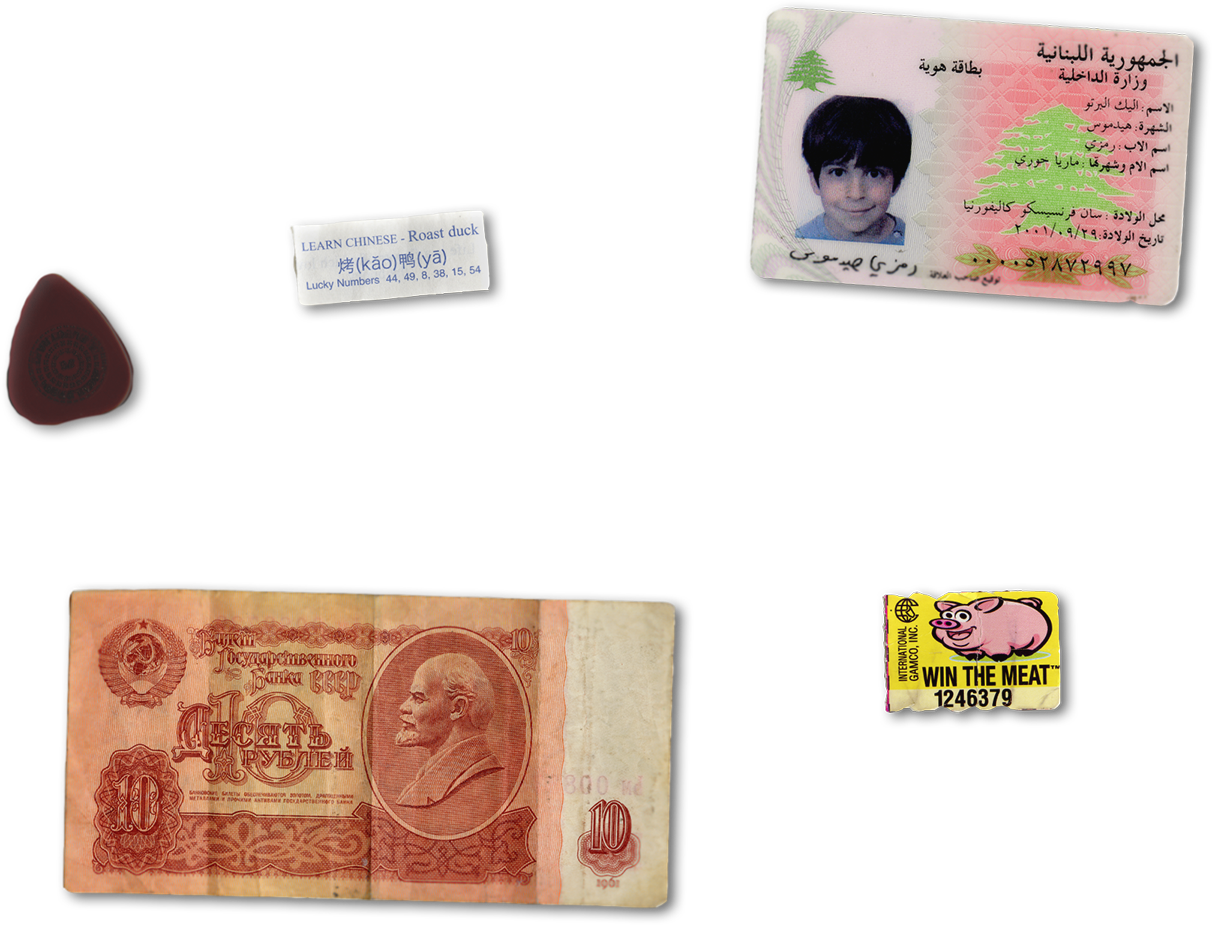 الجمهورية اللبنانية
وزارة الداخلية
بطاقة هوية
الاسم : اليك البرتو
الشهرة : هيدموس
اسم الاب : رمزي
اسم الام وشهرتها : ماريا خوري
محل الولادة : سان فرنسيسكو كاليفورنيا
تاريخ الولادة: ٢٠٠١/٠٩/٢٩
٠٠٠٠٥٢٨٧٢٩٩٧
رمزي هيدموس
توقيع صاحب العلاقة
LEARN CHINESE - Roast duck
烤(kǎo)鸭(yā)
Lucky Numbers 44, 49, 8, 38, 15, 54
Билет
Государственного
Банка СССР
10
Десять
рублей
БАНКОВСКИЕ БИЛЕТЫ ОБЕСПЕЧИВАЮТСЯ ЗОЛОТОМ, ДРАГОЦЕННЫМИ
МЕТАЛЛАМИ И ПРОЧИМИ АКТИВАМИ ГОСУДАРСТВЕННОГО БАНКА
10
10
10
1961
INTERNATIONAL
GAMCO, INC.
WIN THE MEAT™
1246379